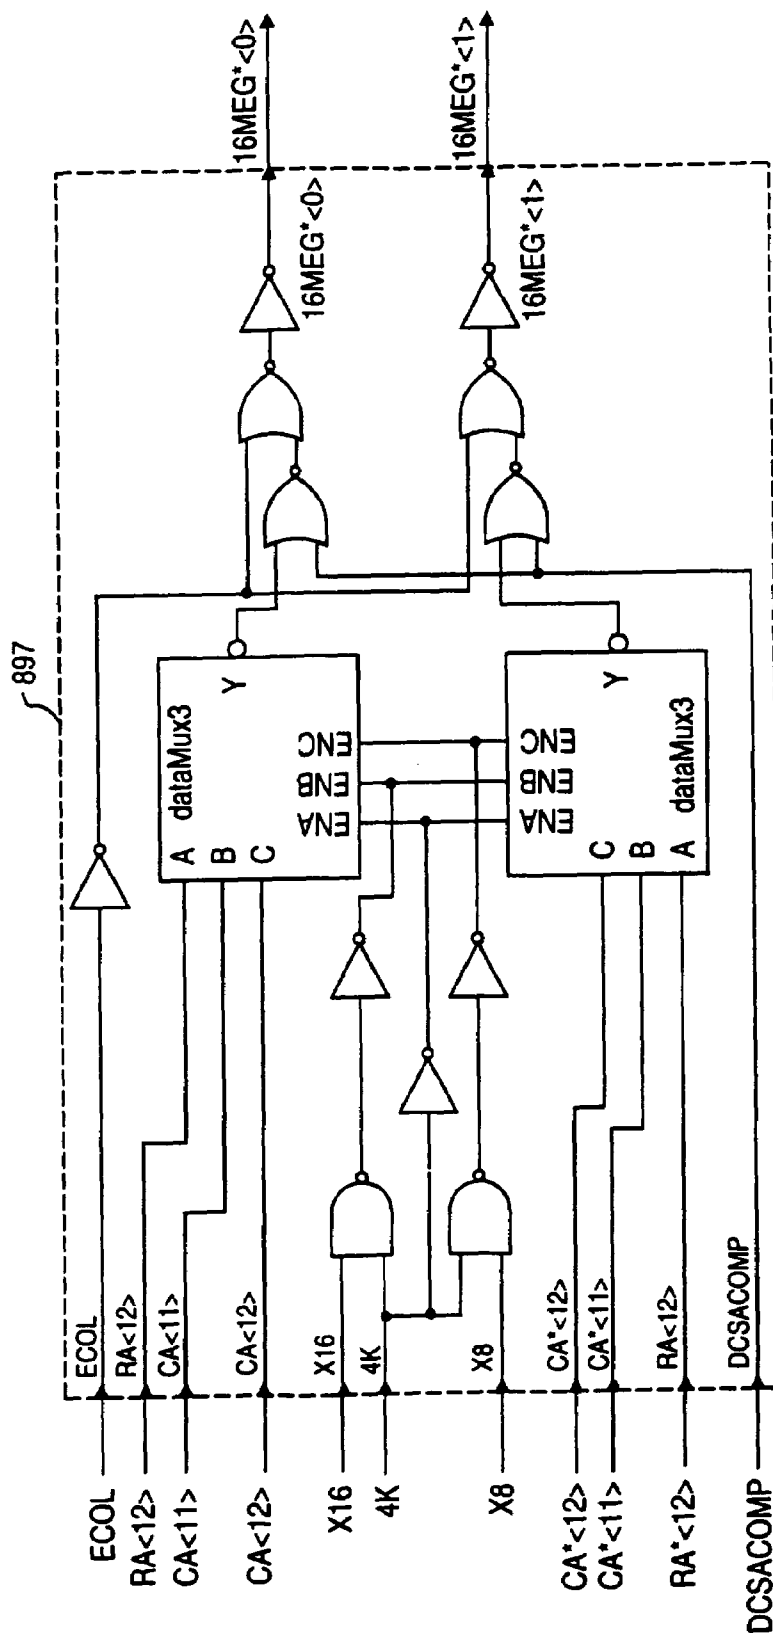 897
ECOL
ECOL
RA<12>
RA<12>
CA<11>
CA<11>
CA<12>
CA<12>
X16
X16
4K
4K
X8
X8
CA*<12>
CA*<12>
CA*<11>
CA*<11>
RA*<12>
RA<12>
DCSACOMP
DCSACOMP
A
B
C
dataMux3
Y
ENA
ENB
ENC
C
B
A
dataMux3
Y
ENA
ENB
ENC
16MEG*<0>
16MEG*<0>
16MEG*<1>
16MEG*<1>